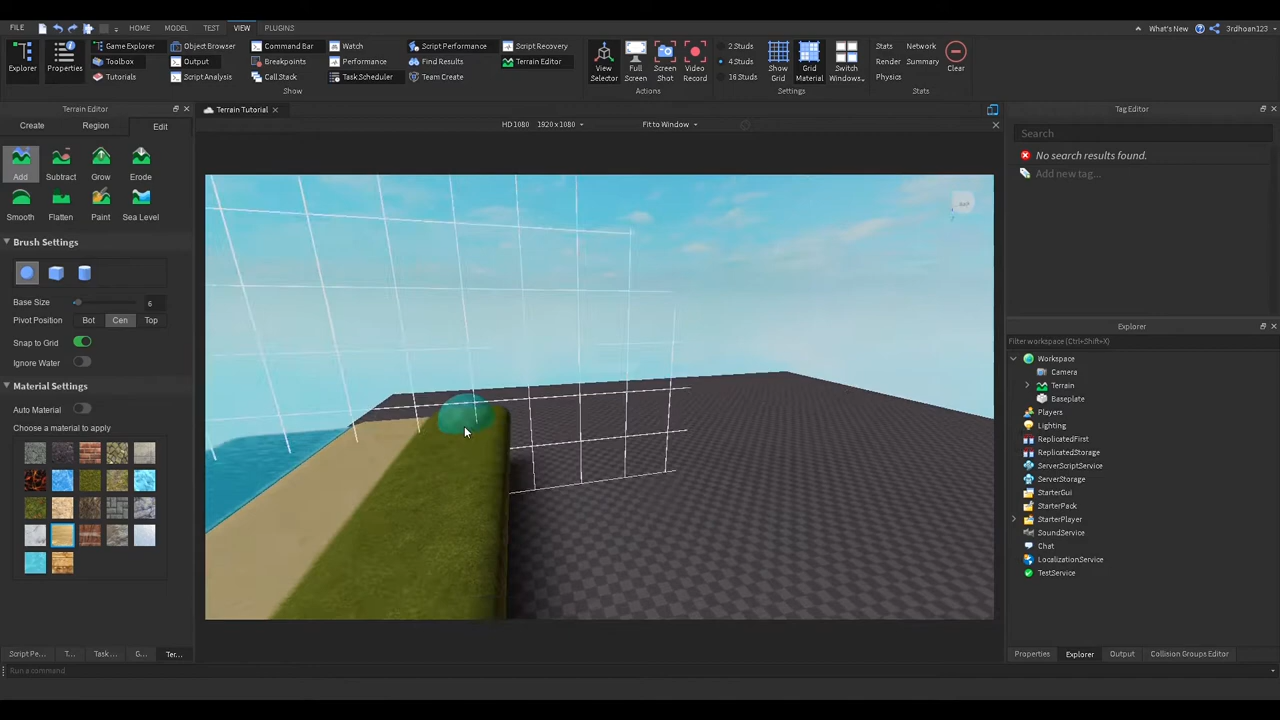 FILE HOME MODEL TEST VIEW PLUGINS What's New 3rdhoan123
Explorer Properties Game Explorer Object Browser Command Bar Watch Script Performance Script Recovery View Selector Full Screen Screen Shot Video Record 2 Studs Show Grid Grid Material Switch Windows... Stats Network Clear
Toolbox Output Breakpoints Performance Find Results Terrain Editor 4 Studs Render Summary
Tutorials Script Analysis Call Stack Task Scheduler Team Create 16 Studs Physics
Show Actions Settings Stats
Terrain Editor
Create Region Edit
Add Subtract Grow Erode
Smooth Flatten Paint Sea Level
Brush Settings
Base Size 6
Pivot Position Bot Cen Top
Snap to Grid
Ignore Water
Material Settings
Auto Material
Choose a material to apply
Script Pe... T... Task... G... Ter...
Run a command
Terrain Tutorial
HD 1080 1920 x 1080 Fit to Window
Tag Editor
Search
No search results found.
Add new tag...
Explorer
Filter workspace (Ctrl+Shift+X)
Workspace
Camera
Terrain
Baseplate
Players
Lighting
ReplicatedFirst
ReplicatedStorage
ServerScriptService
ServerStorage
StarterGui
StarterPack
StarterPlayer
SoundService
Chat
LocalizationService
TestService
Properties Explorer Output Collision Groups Editor